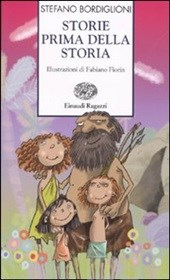 STEFANO BORDIGLIONI
STORIE
PRIMA DELLA
STORIA
Illustrazioni di Fabiano Fiorin
Einaudi Ragazzi